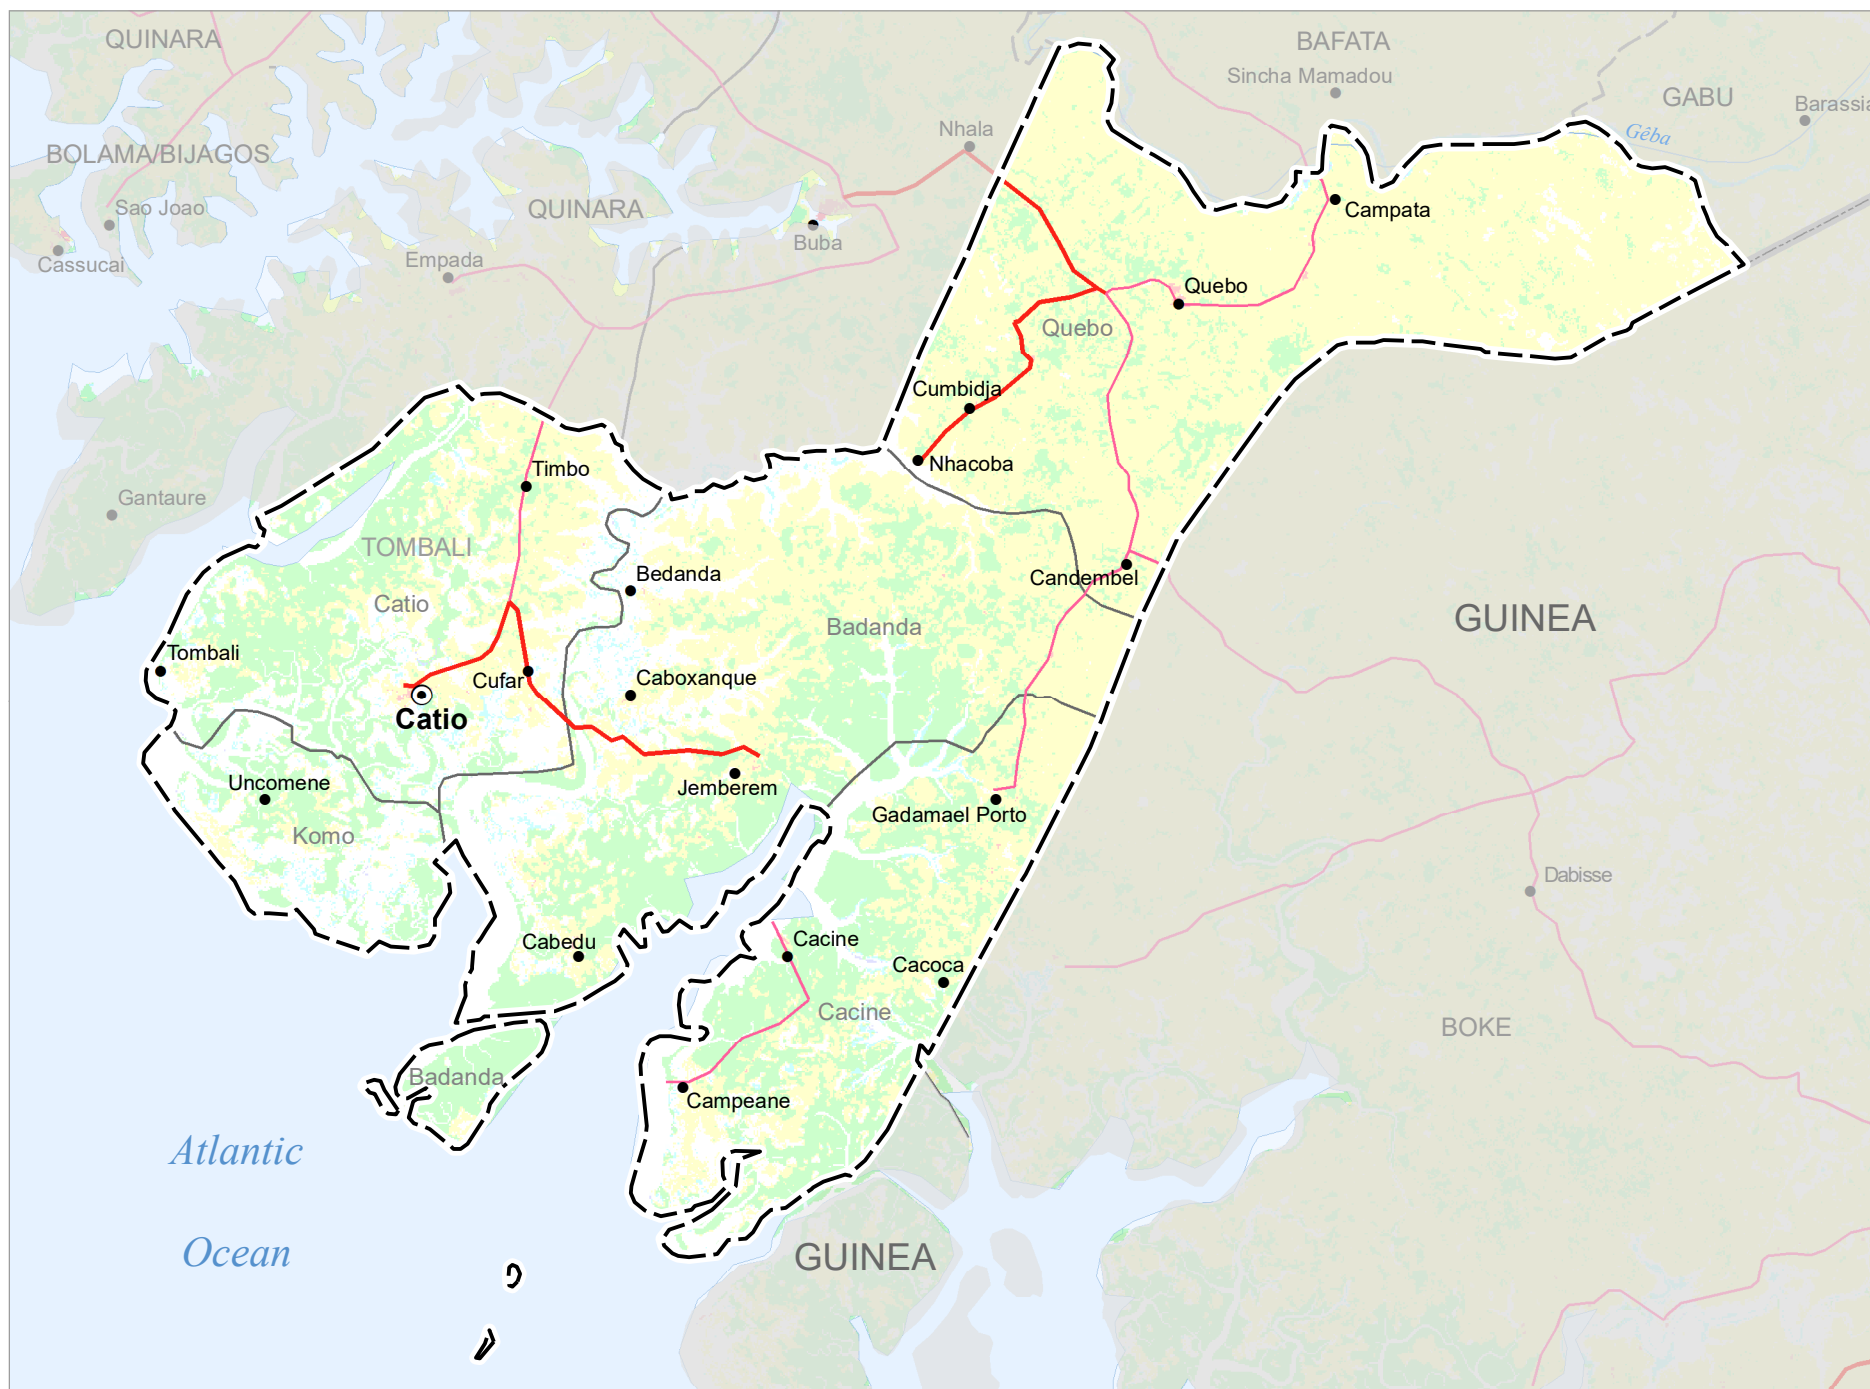 QUINARA
BAFATA
Sincha Mamadou
GABU
Barassia
Nhala
Gêba
BOLAMA/BIJAGOS
Sao Joao
QUINARA
Campata
Buba
Cassucai
Empada
Quebo
Quebo
Cumbidja
Timbo
Nhacoba
Gantaure
TOMBALI
Bedanda
Candembel
Catio
Badanda
GUINEA
Tombali
Cufar
Caboxanque
Catio
Uncomene
Jemberem
Gadamael Porto
Komo
Dabisse
Cabedu
Cacine
Cacoca
Cacine
BOKE
Badanda
Campeane
Atlantic
Ocean
GUINEA